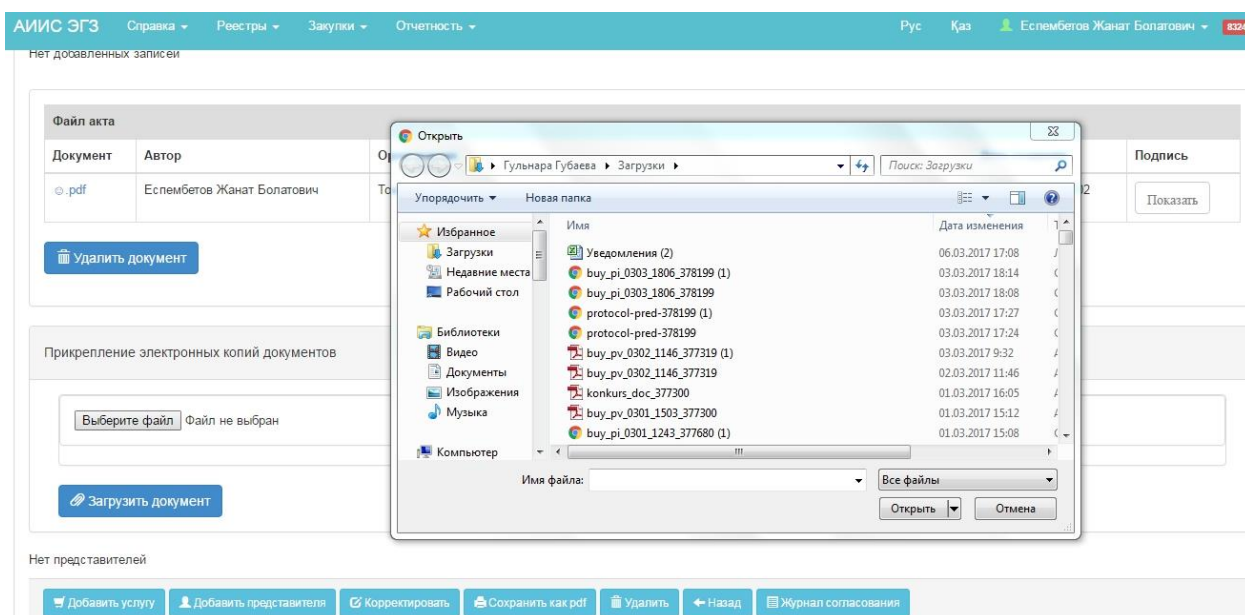 АИИС ЭГЗ Справка Реестры Закупки Отчетность Рус Қаз Еспембетов Жанат Болатович 8324
Нет добавленных записей
Файл акта
Документ Автор Ор Подпись
.pdf Еспембетов Жанат Болатович То 02 Показать
Удалить документ
Прикрепление электронных копий документов
Выберите файл Файл не выбран
Загрузить документ
Открыть
Гульнара Губаева Загрузки Поиск: Загрузки
Упорядочить Новая папка
Избранное
Загрузки
Недавние места
Рабочий стол
Библиотеки
Видео
Документы
Изображения
Музыка
Компьютер
Имя Дата изменения Т
Уведомления (2) 06.03.2017 17:08
buy_pi_0303_1806_378199 (1) 03.03.2017 18:14
buy_pi_0303_1806_378199 03.03.2017 18:08
protocol-pred-378199 (1) 03.03.2017 17:27
protocol-pred-378199 03.03.2017 17:24
buy_pv_0302_1146_377319 (1) 03.03.2017 9:32
buy_pv_0302_1146_377319 02.03.2017 11:46
konkurs_doc_377300 01.03.2017 16:05
buy_pv_0301_1503_377300 01.03.2017 15:12
buy_pi_0301_1243_377680 (1) 01.03.2017 15:08
Имя файла: Все файлы
Открыть Отмена
Нет представителей
Добавить услугу Добавить представителя Корректировать Сохранить как pdf Удалить Назад Журнал согласования